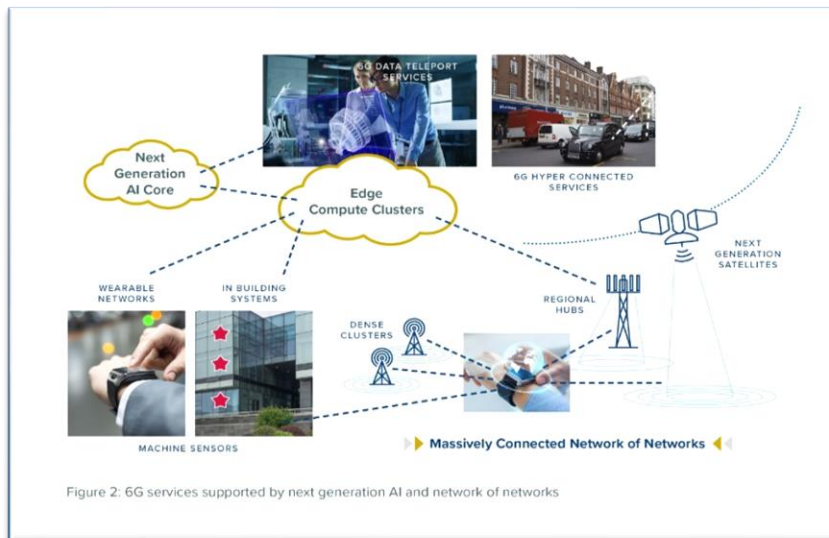 6G DATA TELEPORT
SERVICES
Next
Generation
AI Core
Edge
Compute Clusters
6G HYPER CONNECTED
SERVICES
NEXT
GENERATION
SATELLITES
WEARABLE
NETWORKS
IN BUILDING
SYSTEMS
REGIONAL
HUBS
DENSE
CLUSTERS
MACHINE SENSORS
Massively Connected Network of Networks
Figure 2: 6G services supported by next generation AI and network of networks